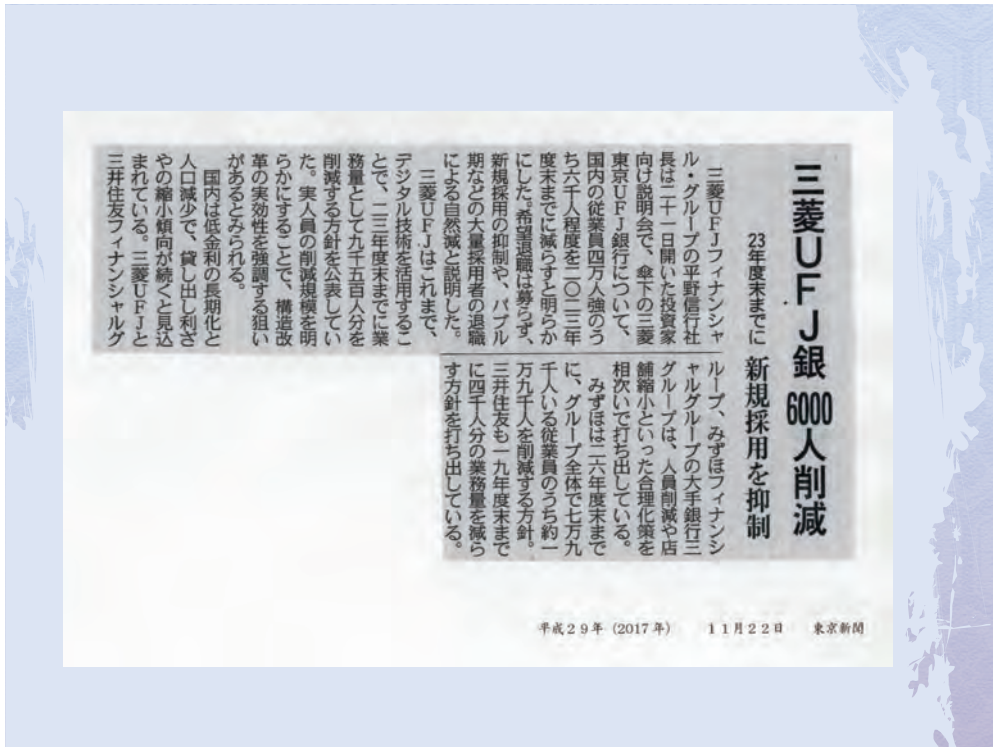 三菱UFJ銀 6000人削減
23年度末までに 新規採用を抑制
三菱UFJフィナンシャ
ル・グループの平野信行社
長は二十一日開いた投資家
向け説明会で、傘下の三菱
東京UFJ銀行について、
国内の従業員四万人強のう
ち六千人程度を二〇二三年
度末までに減らすと明らか
にした。希望退職は募らず、
新規採用の抑制や、バブル
期などの大量採用者の退職
による自然減と説明した。
三菱UFJはこれまで、
デジタル技術を活用するこ
とで、二三年度末までに業
務量として九千五百人分を
削減する方針を公表してい
た。実人員の削減規模を明
らかにすることで、構造改
革の実効性を強調する狙い
があるとみられる。
国内は低金利の長期化と
人口減少で、貸し出し利ざ
やの縮小傾向が続くと見込
まれている。三菱UFJと
三井住友フィナンシャルグ
ループ、みずほフィナンシ
ャルグループの大手銀行三
グループは、人員削減や店
舗縮小といった合理化策を
相次いで打ち出している。
みずほは二六年度末まで
に、グループ全体で七万九
千人いる従業員のうち約一
万九千人を削減する方針。
三井住友も一九年度末まで
に四千人分の業務量を減ら
す方針を打ち出している。
平成29年(2017年) 11月22日 東京新聞